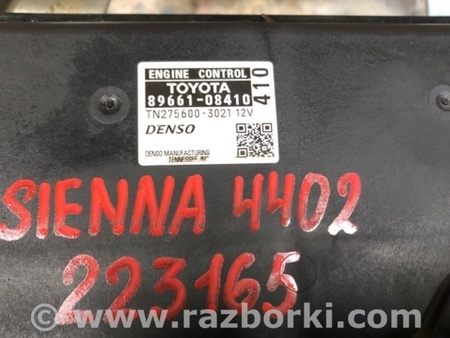 ENGINE CONTROL
TOYOTA
89661-08410
410
TN275600-3021 12V
DENSO
DENSO MANUFACTURING
TENNESSEE INC
SIENNA 4402
223165
© www.razborki.com